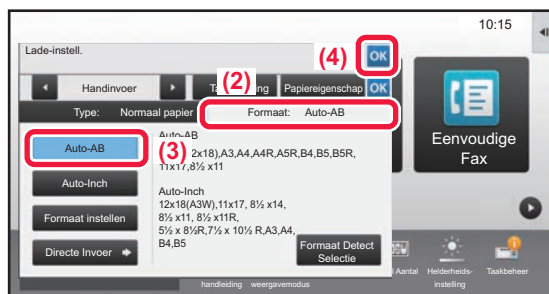 10:15
Lade-instell.
(4)
OK
Handinvoer
(2)
Papiereigenschap
OK
Type: Normaal papier
Formaat: Auto-AB
Auto-AB
(3)
Auto-AB
2x18),A3,A4,A4R,A5R,B4,B5,B5R,
11x17,8½ x11
Auto-Inch
Auto-Inch
12x18(A3W),11x17, 8½ x14,
8½ x11, 8½ x11R,
5½ x 8½R,7½ x 10½ R,A3,A4,
B4,B5
Formaat instellen
Directe Invoer
Formaat Detect
Selectie
Eenvoudige
Fax
Aantal
Helderheids-
instelling
Taakbeheer
handleiding
weergavemodus